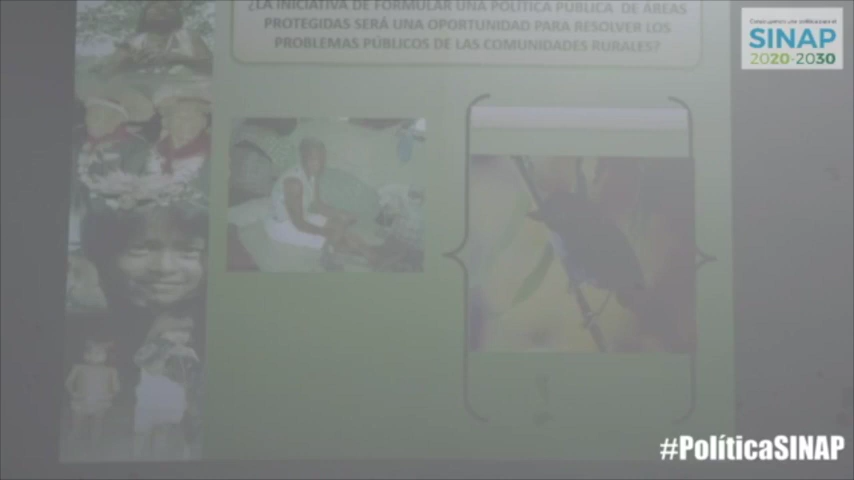 ¿LA INICIATIVA DE FORMULAR UNA POLÍTICA PÚBLICA DE ÁREAS
PROTEGIDAS SERÁ UNA OPORTUNIDAD PARA RESOLVER LOS
PROBLEMAS PÚBLICOS DE LAS COMUNIDADES RURALES?
SINAP
2020-2030
#PolíticaSINAP